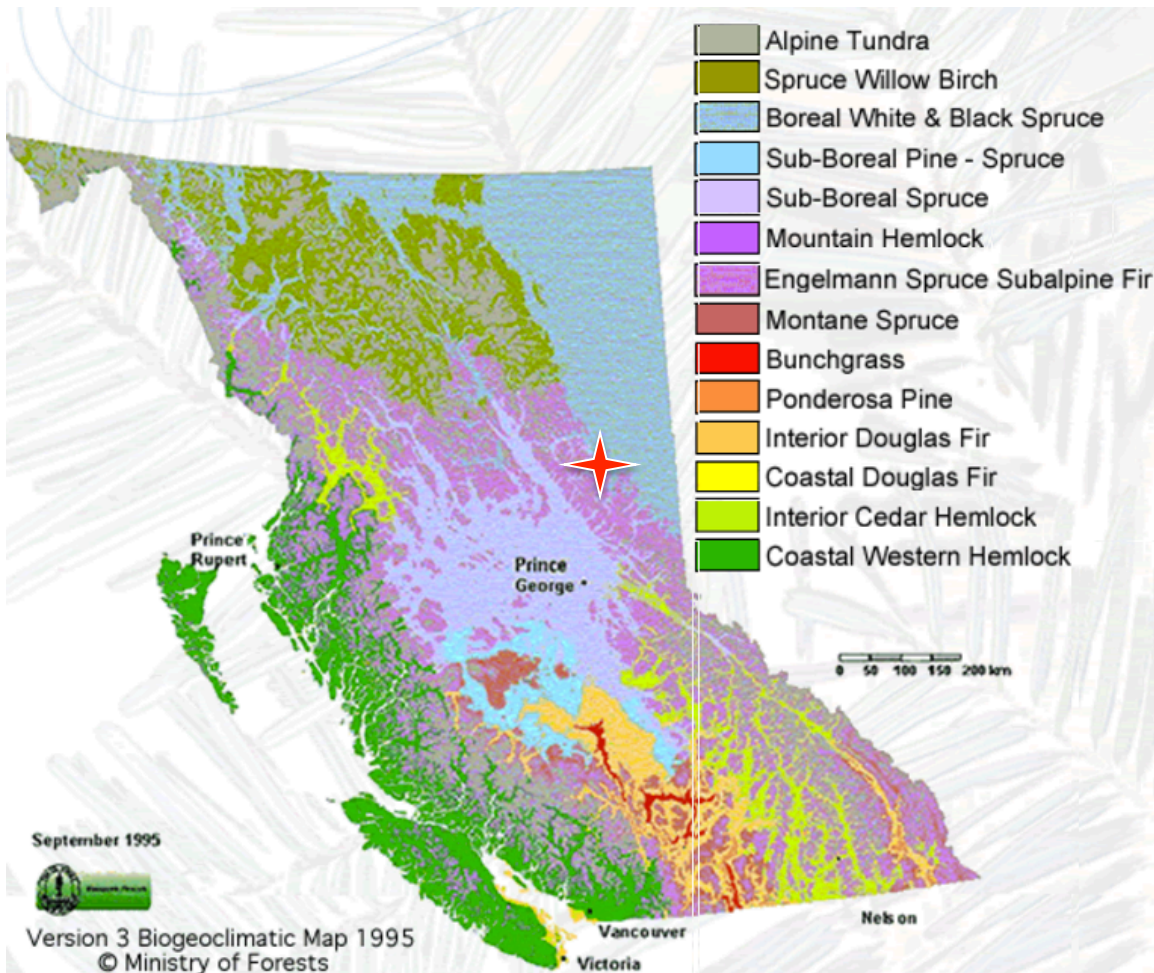 Alpine Tundra
Spruce Willow Birch
Boreal White & Black Spruce
Sub-Boreal Pine - Spruce
Sub-Boreal Spruce
Mountain Hemlock
Engelmann Spruce Subalpine Fir
Montane Spruce
Bunchgrass
Ponderosa Pine
Interior Douglas Fir
Coastal Douglas Fir
Interior Cedar Hemlock
Coastal Western Hemlock
Prince
Rupert
Prince
George
0 50 100 150 200 km
September 1995
Nelson
Vancouver
Victoria
Version 3 Biogeoclimatic Map 1995
© Ministry of Forests